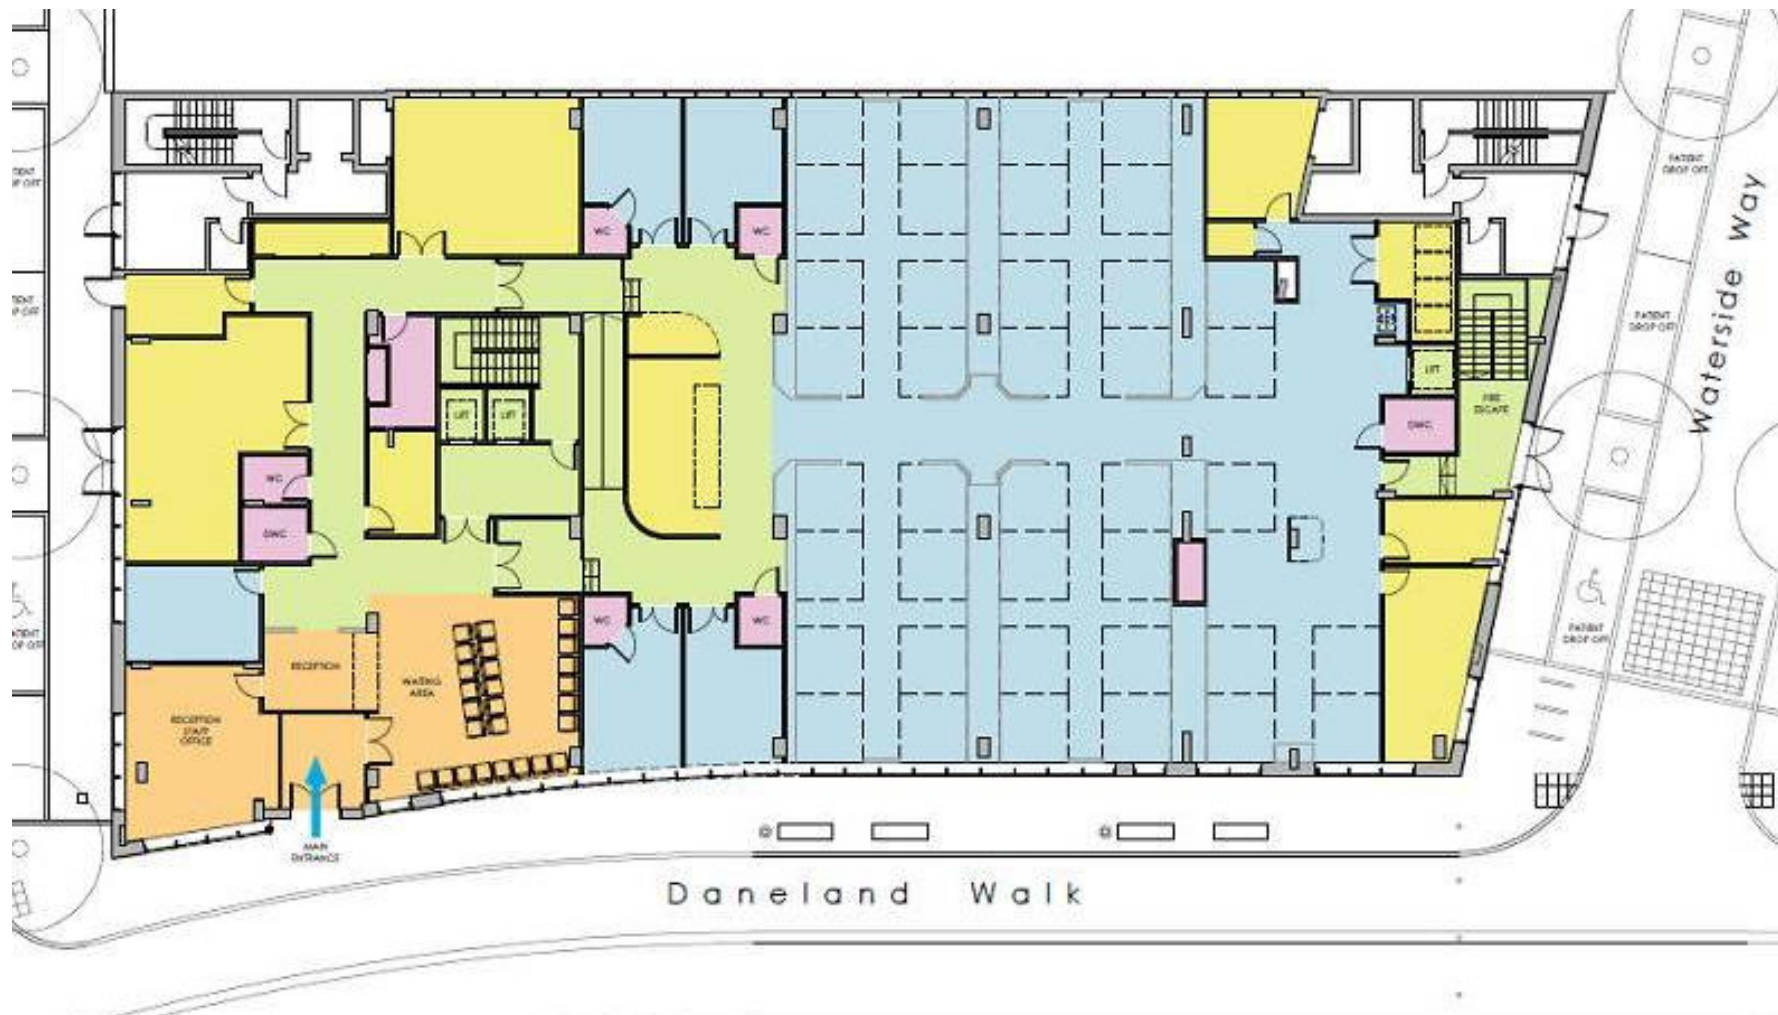 PATIENT
DROP OFF
WC
WC
Waterside Way
PATIENT
DROP OFF
LIFT
LIFT
LIFT
FIRE
ESCAPE
DWC
WC
DWC
WC
WC
PATIENT
DROP OFF
RECEPTION
WAITING
AREA
RECEPTION
STAFF
OFFICE
MAIN
ENTRANCE
Daneland Walk